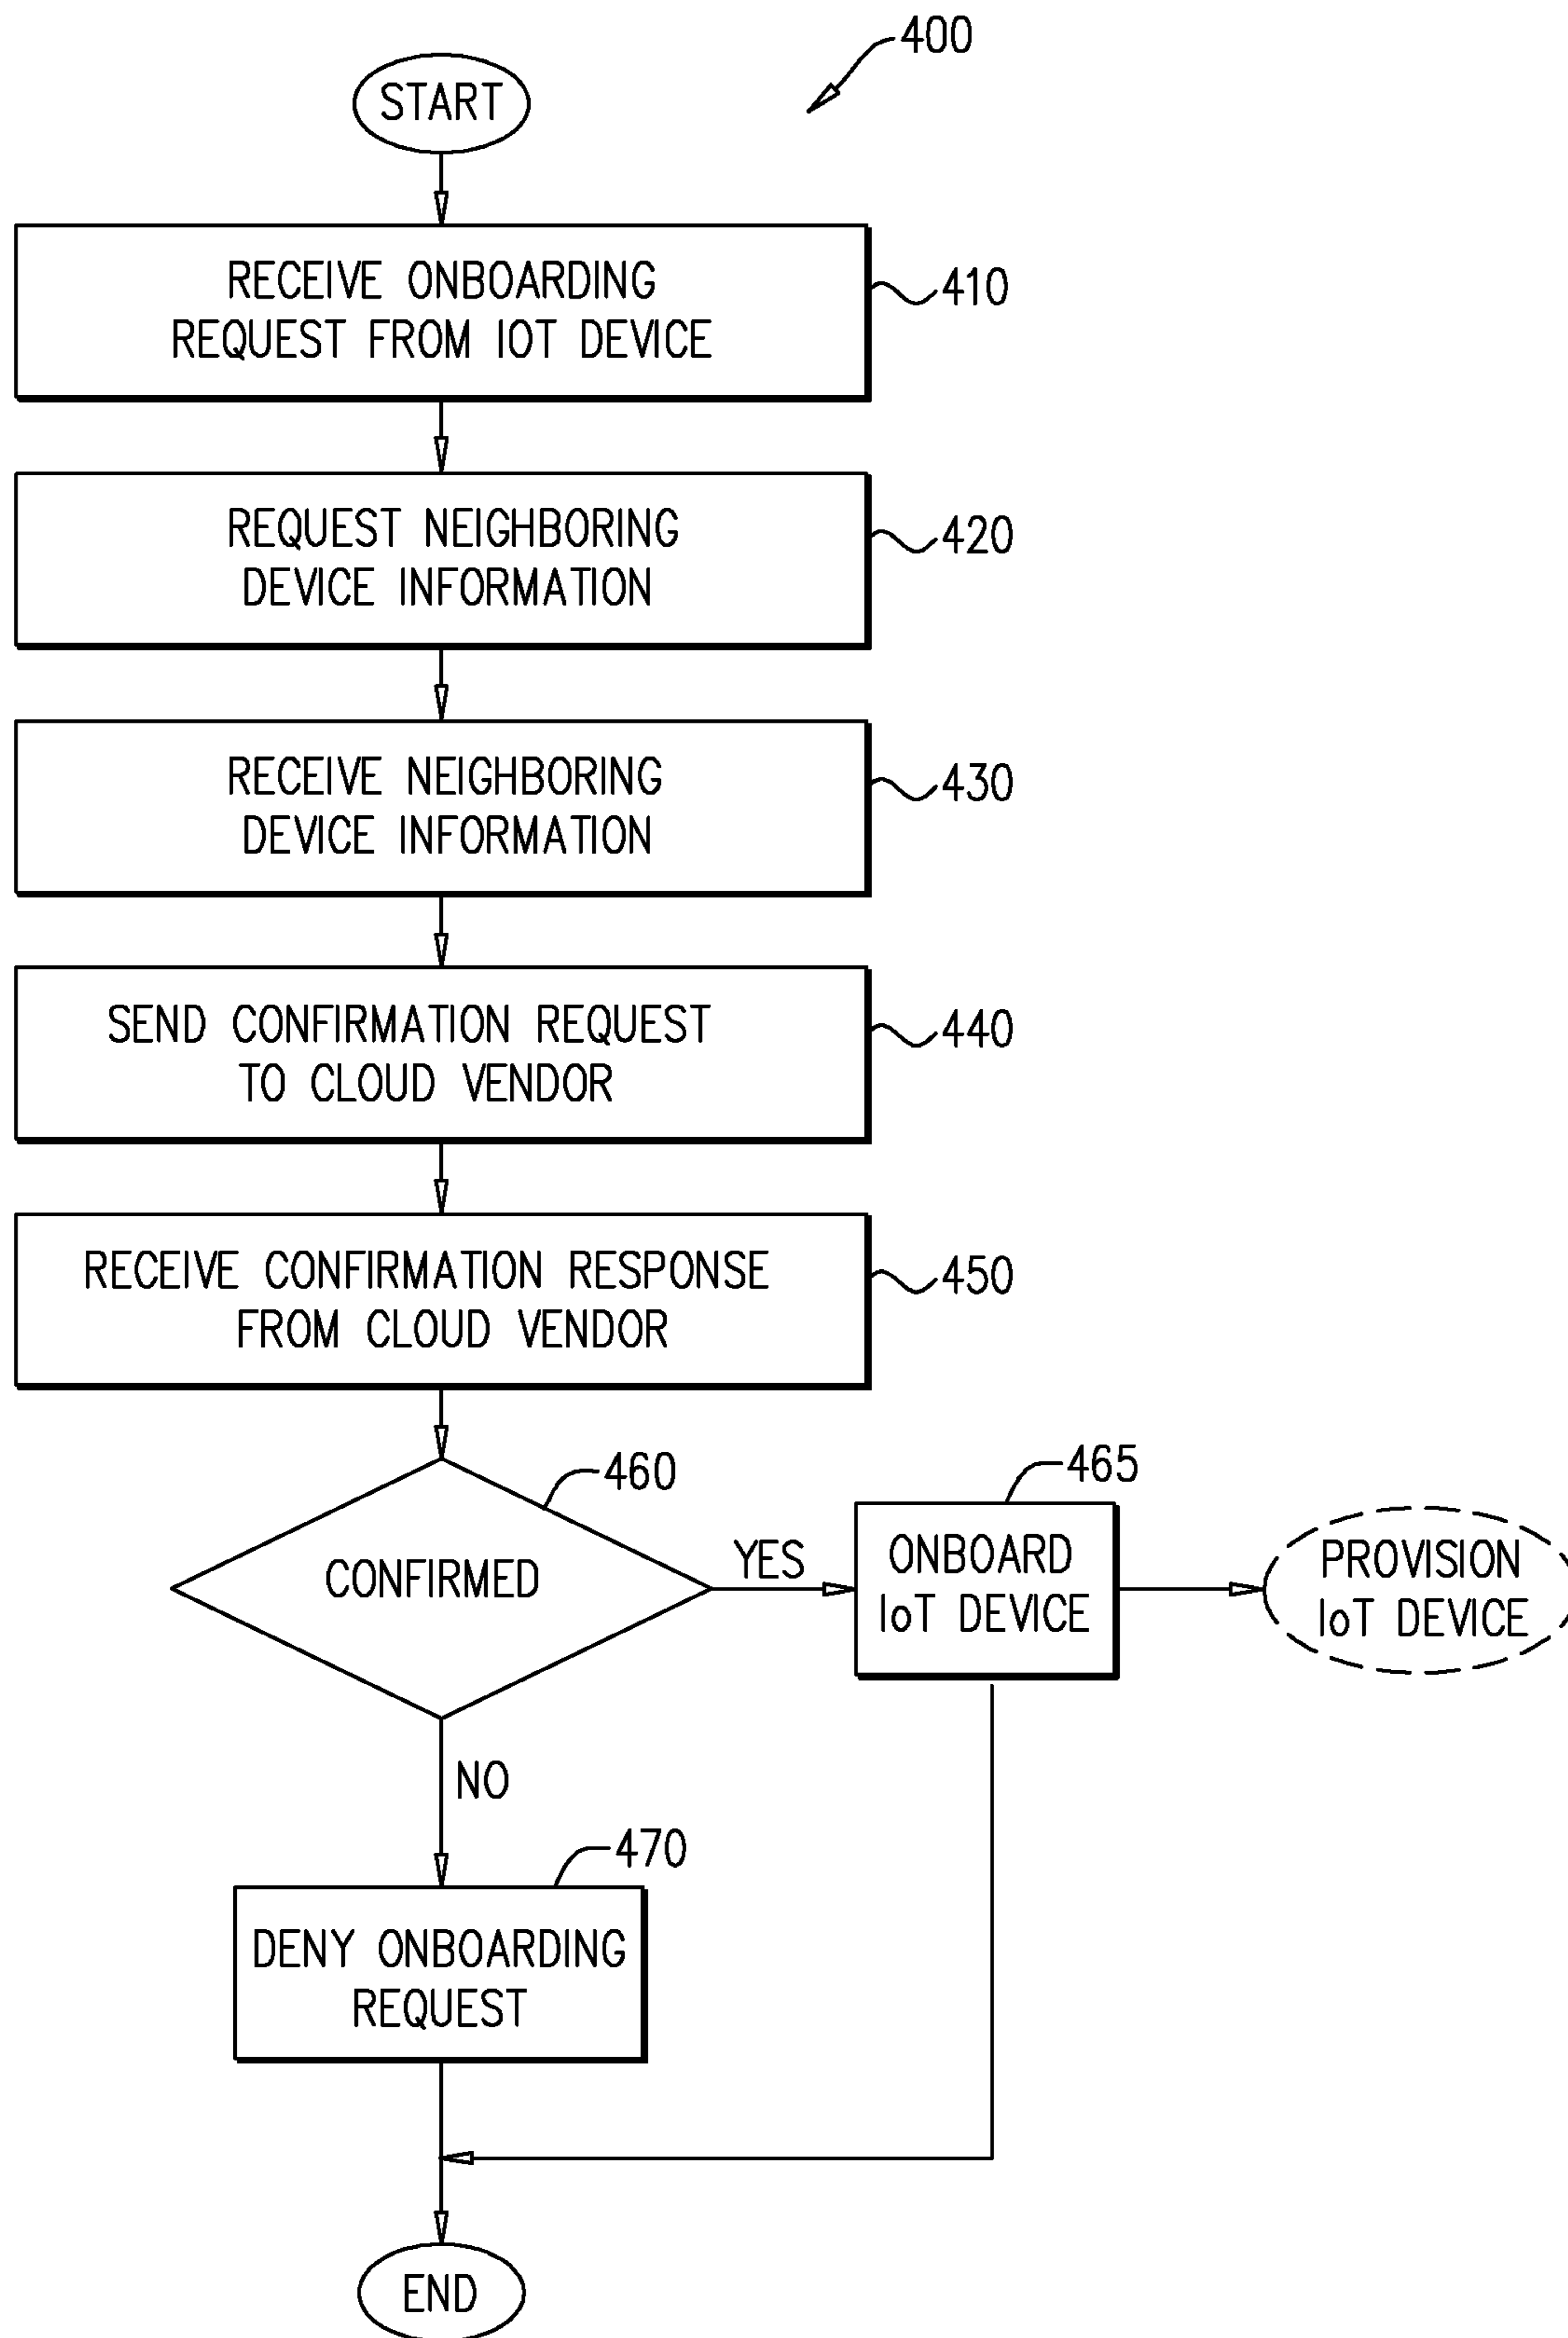 400
START
RECEIVE ONBOARDING
REQUEST FROM IOT DEVICE
410
REQUEST NEIGHBORING
DEVICE INFORMATION
420
RECEIVE NEIGHBORING
DEVICE INFORMATION
430
SEND CONFIRMATION REQUEST
TO CLOUD VENDOR
440
RECEIVE CONFIRMATION RESPONSE
FROM CLOUD VENDOR
450
460
CONFIRMED
YES
465
ONBOARD
IoT DEVICE
PROVISION
IoT DEVICE
NO
470
DENY ONBOARDING
REQUEST
END